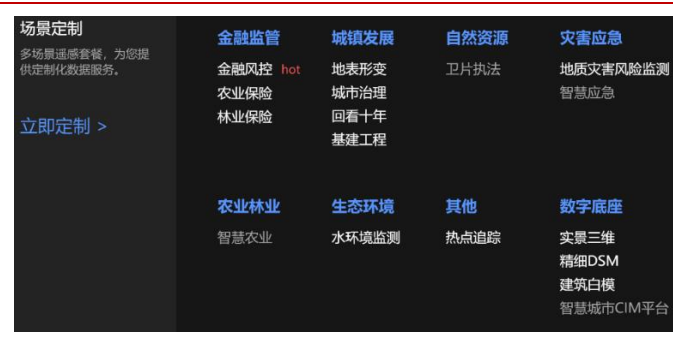 场景定制
多场景遥感套餐，为您提
供定制化数据服务。
立即定制 >
金融监管
金融风控 hot
农业保险
林业保险
城镇发展
地表形变
城市治理
回看十年
基建工程
自然资源
卫片执法
灾害应急
地质灾害风险监测
智慧应急
农业林业
智慧农业
生态环境
水环境监测
其他
热点追踪
数字底座
实景三维
精细DSM
建筑白模
智慧城市CIM平台